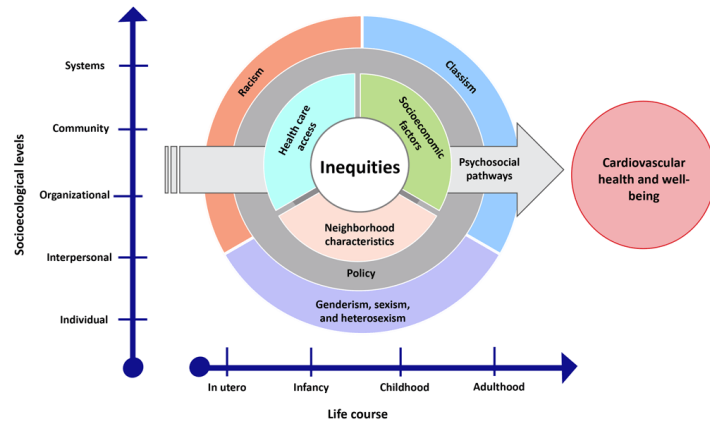 Socioecological levels
Systems
Community
Organizational
Interpersonal
Individual
Racism
Classism
Health care
access
Socioeconomic
factors
Inequities
Psychosocial
pathways
Neighborhood
characteristics
Policy
Genderism, sexism,
and heterosexism
Cardiovascular
health and well-
being
In utero
Infancy
Childhood
Adulthood
Life course